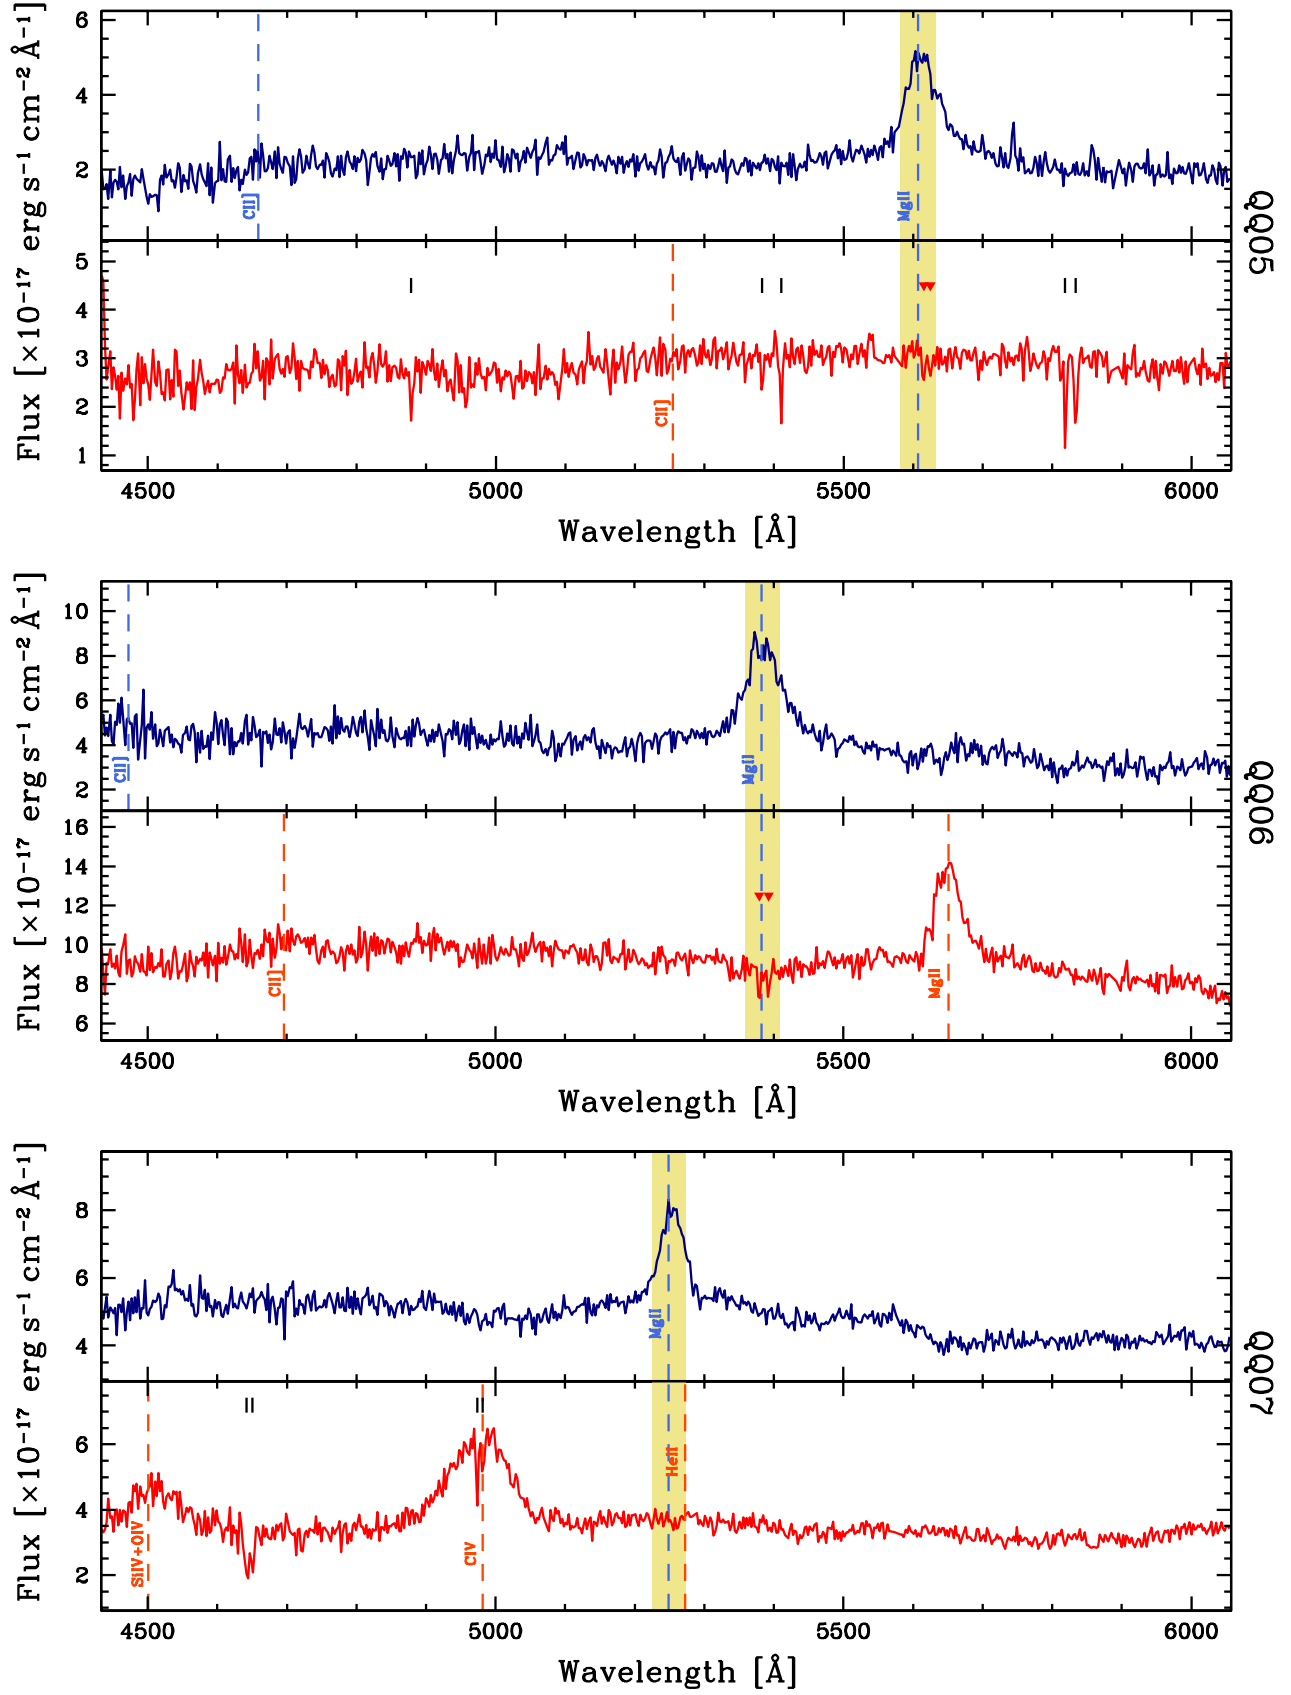 Flux [×10⁻¹⁷ erg s⁻¹ cm⁻² Å⁻¹]
6
4
2
CII]
MgII
QQ05
5
4
3
2
1
CII]
4500 5000 5500 6000
Wavelength [Å]
Flux [×10⁻¹⁷ erg s⁻¹ cm⁻² Å⁻¹]
10
8
6
4
2
CII]
MgII
QQ06
16
14
12
10
8
6
CII]
MgII
4500 5000 5500 6000
Wavelength [Å]
Flux [×10⁻¹⁷ erg s⁻¹ cm⁻² Å⁻¹]
8
6
4
MgII
QQ07
6
4
2
SiIV+OIV
CIV
HeII
4500 5000 5500 6000
Wavelength [Å]